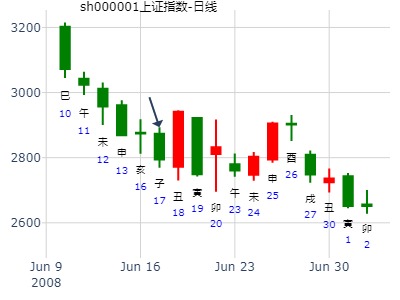 sh000001上证指数-日线
3200
3000
2800
2600
巳
10
午
11
未
12
申
13
亥
16
子
17
丑
18
寅
19
卯
20
午
23
未
24
申
25
酉
26
戌
27
丑
30
寅
1
卯
2
Jun 9
2008
Jun 16
Jun 23
Jun 30